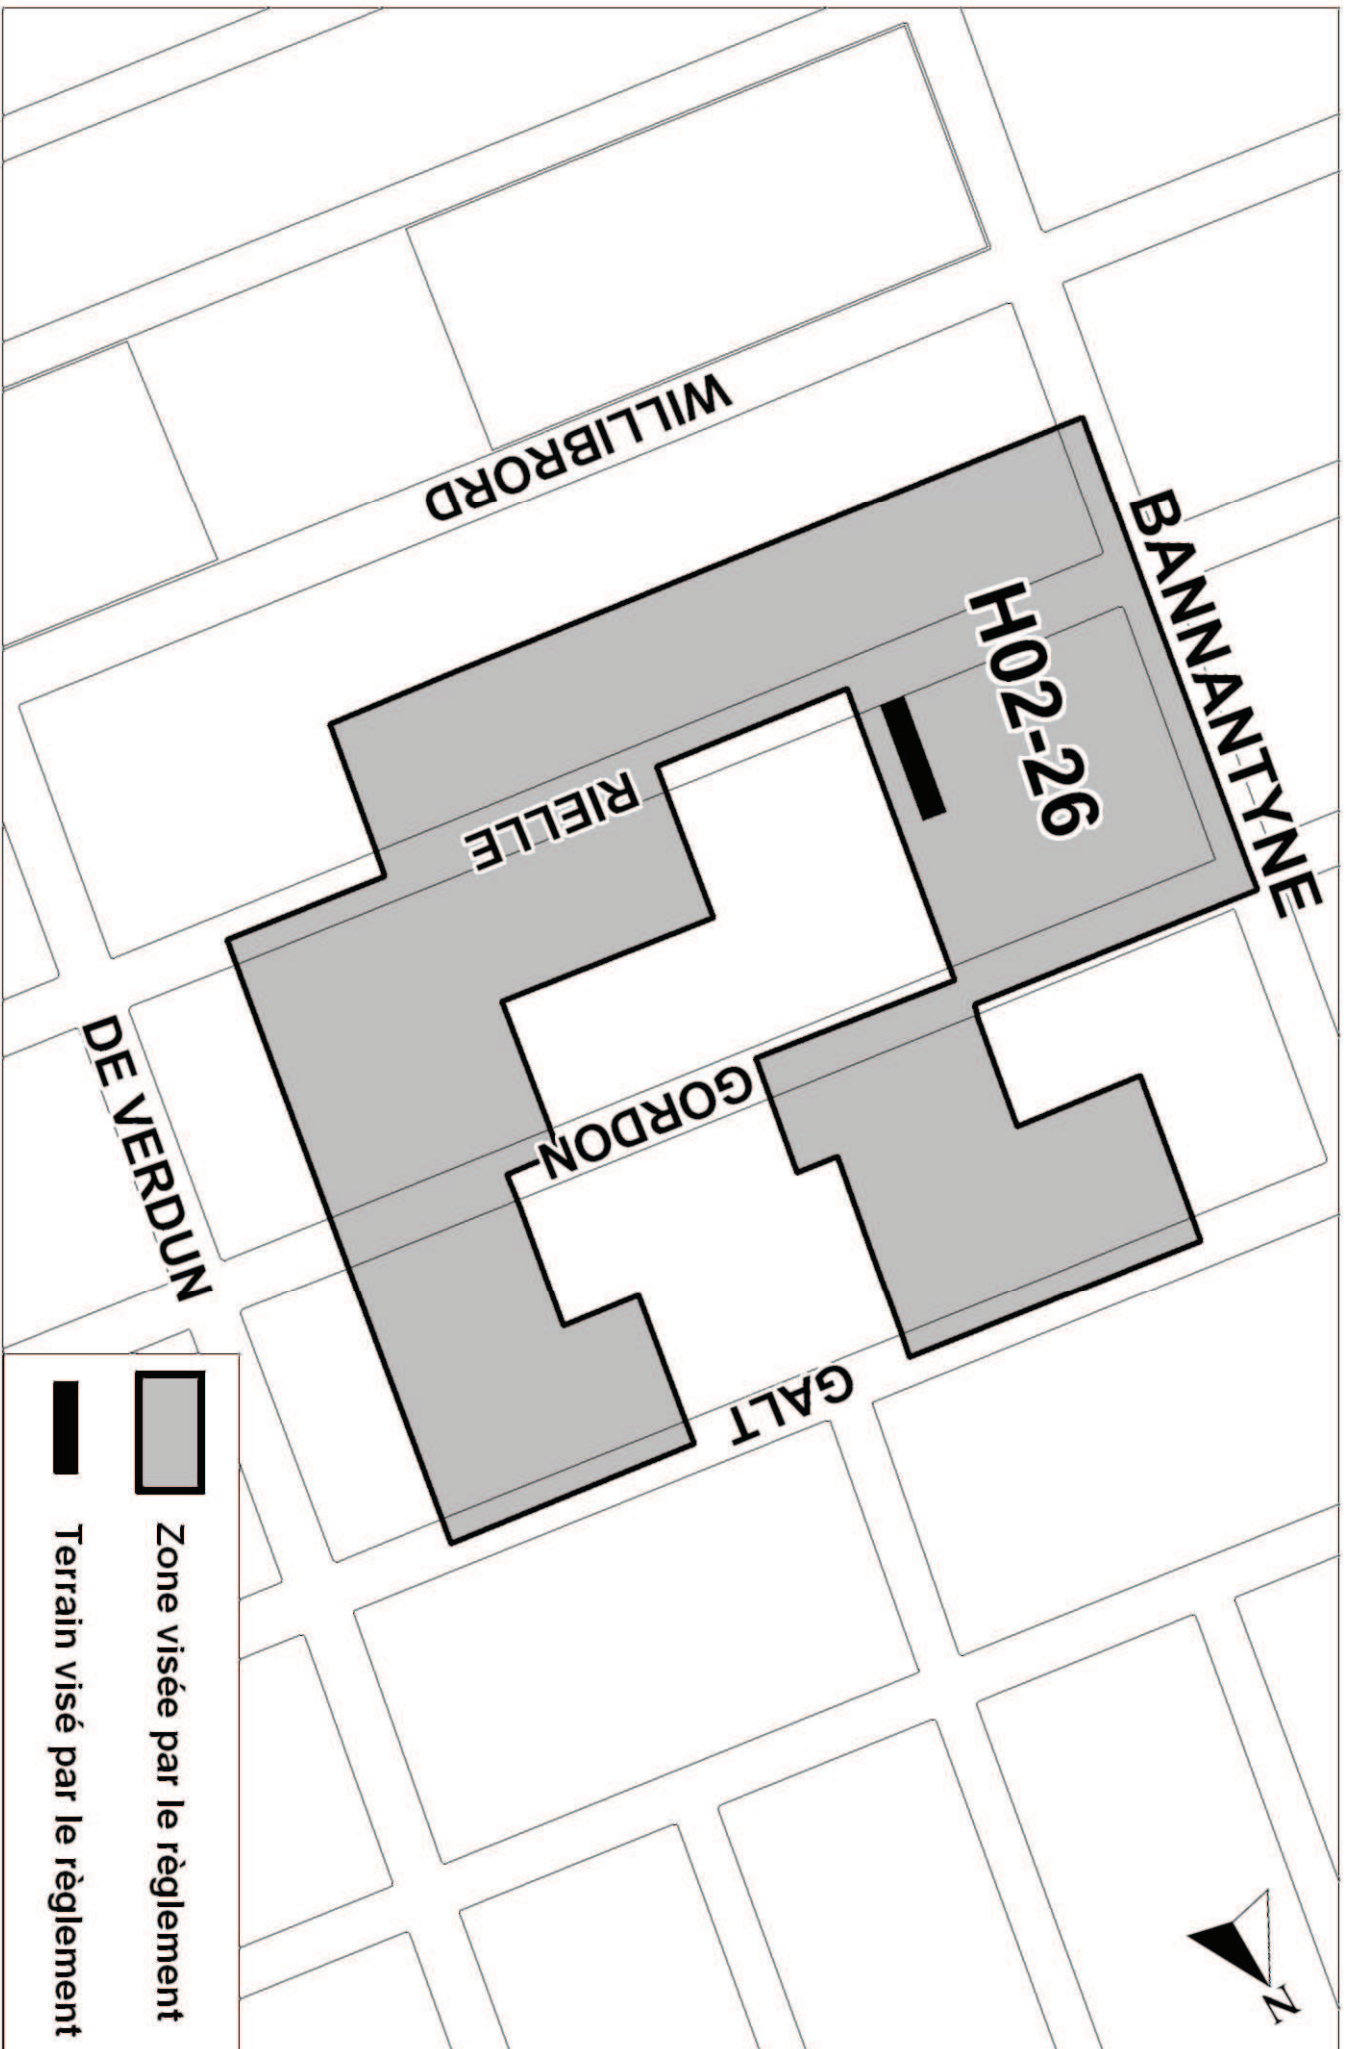 BANNANTYNE
H02-26
WILLIBRORD
RIELLE
GORDON
GALT
DE VERDUN
N
Zone visée par le règlement
Terrain visé par le règlement